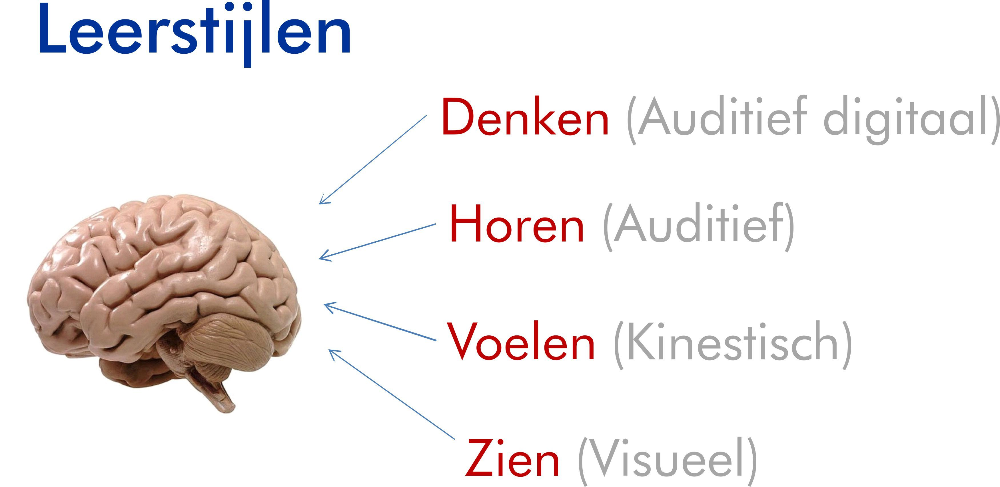 Leerstijlen
Denken (Auditief digitaal)
Horen (Auditief)
Voelen (Kinestisch)
Zien (Visueel)